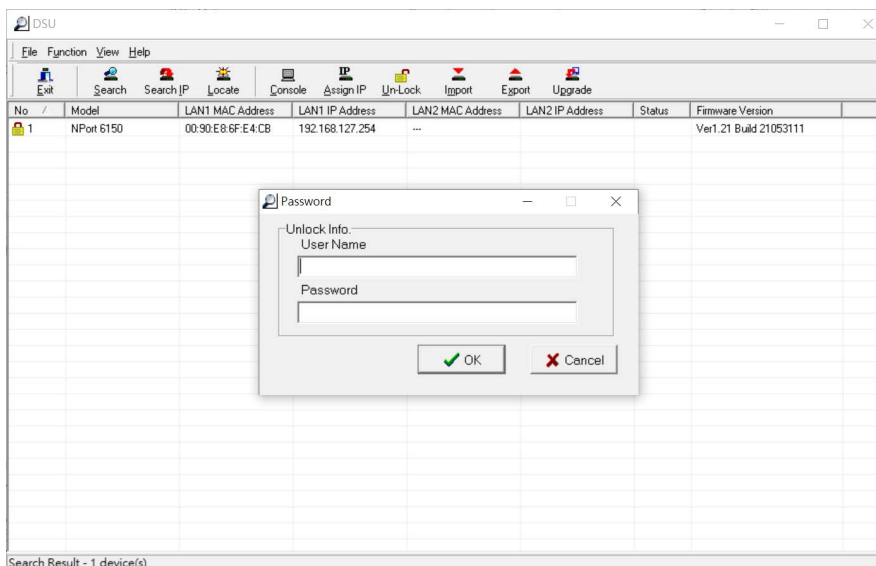 DSU
File Function View Help
Exit Search Search IP Locate Console Assign IP Un-Lock Import Export Upgrade
No / Model LAN1 MAC Address LAN1 IP Address LAN2 MAC Address LAN2 IP Address Status Firmware Version
1 NPort 6150 00:90:E8:6F:E4:CB 192.168.127.254 --- Ver1.21 Build 21053111
Password
Unlock Info.
User Name
Password
OK Cancel
Search Result - 1 device(s)